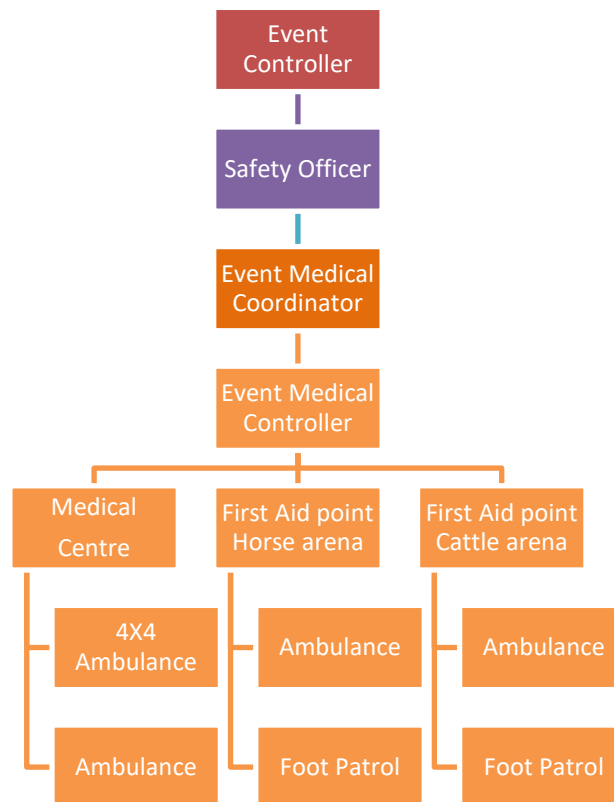 Event
Controller
Safety Officer
Event Medical
Coordinator
Event Medical
Controller
Medical
Centre
First Aid point
Horse arena
First Aid point
Cattle arena
4X4
Ambulance
Ambulance
Ambulance
Ambulance
Foot Patrol
Foot Patrol